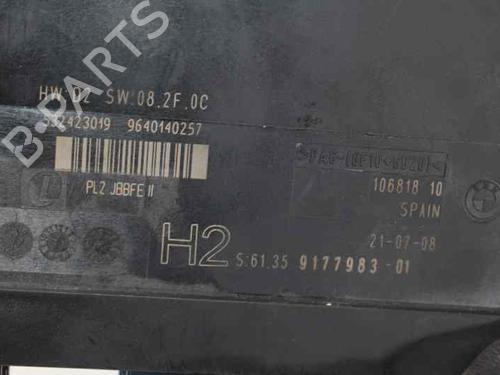 HW:02 SW:08.2F.0C
9640140257
PL2 JBBFE II
106818 10
SPAIN
21-07-08
H2 S:61.35 9177983-01
B-PARTS